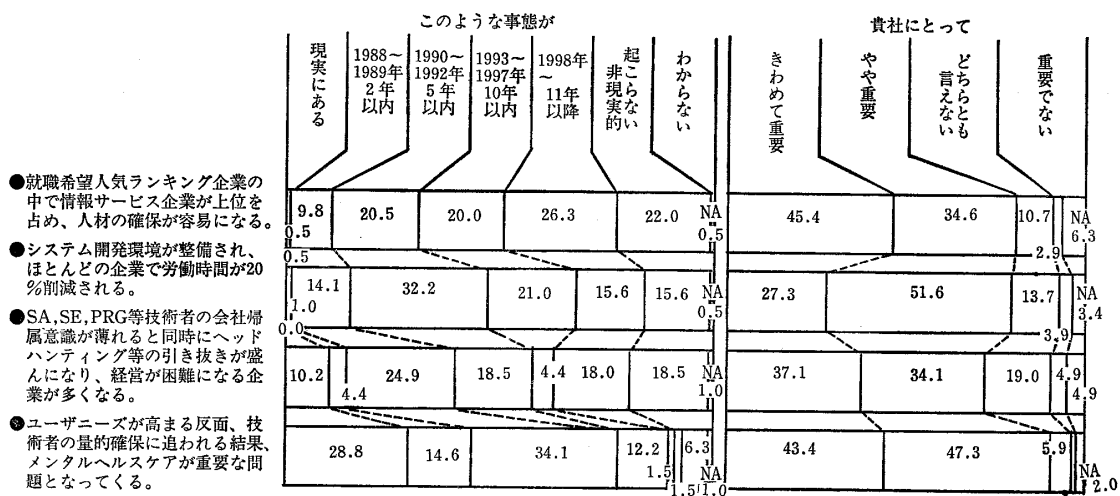 このような事態が
貴社にとって
現実にある
1988～
1989年
2年
以内
1990～
1992年
5年
以内
1993～
1997年
10年
以内
1998年
～
11年
以降
起こらない
非現実的
わからない
きわめて重要
やや重要
どちらとも
言えない
重要でない
●就職希望人気ランキング企業の
中で情報サービス企業が上位を
占め、人材の確保が容易になる。
0.5 9.8 20.5 20.0 26.3 22.0 NA 0.5 45.4 34.6 10.7 2.9 NA 6.3
●システム開発環境が整備され、
ほとんどの企業で労働時間が20
%削減される。
0.5 1.0 14.1 32.2 21.0 15.6 15.6 NA 0.5 27.3 51.6 13.7 3.9 NA 3.4
●SA,SE,PRG等技術者の会社帰
属意識が薄れると同時にヘッド
ハンティング等の引き抜きが盛
んになり、経営が困難になる企
業が多くなる。
0.0 10.2 4.4 24.9 18.5 4.4 18.0 18.5 NA 1.0 37.1 34.1 19.0 4.9 4.9
●ユーザニーズが高まる反面、技
術者の量的確保に追われる結果、
メンタルヘルスケアが重要な問
題となってくる。
28.8 14.6 34.1 12.2 1.5 1.5 6.3 NA 1.0 43.4 47.3 5.9 NA 2.0